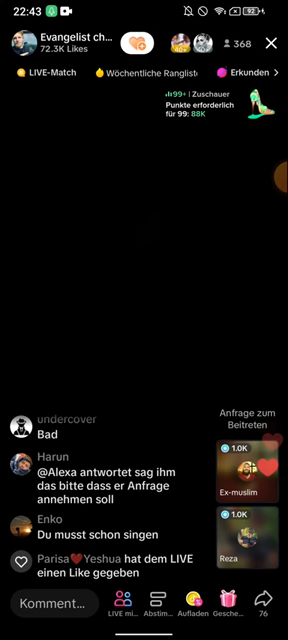 22:43
92
Evangelist ch...
72.3K Likes
368
LIVE-Match
Wöchentliche Ranglist
Erkunden
99+ | Zuschauer
Punkte erforderlich
für 99: 88K
undercover
Bad
Harun
@Alexa antwortet sag ihm
das bitte dass er Anfrage
annehmen soll
Enko
Du musst schon singen
Parisa❤️Yeshua hat dem LIVE
einen Like gegeben
Anfrage zum
Beitreten
1.0K
Ex-muslim
1.0K
Reza
Komment...
LIVE mi...
Abstim...
Aufladen
Gesche...
76